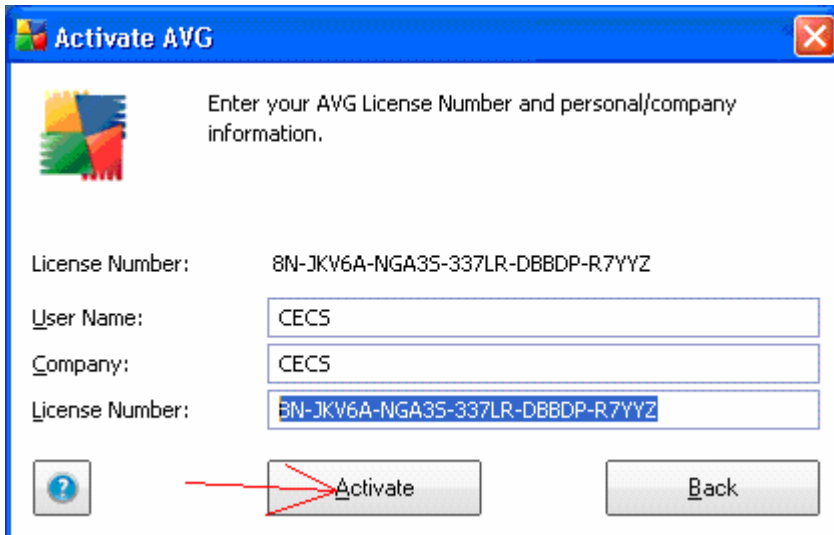 Activate AVG
Enter your AVG License Number and personal/company
information.
License Number: 8N-JKV6A-NGA3S-337LR-DBBDP-R7YYZ
User Name: CECS
Company: CECS
License Number: 8N-JKV6A-NGA3S-337LR-DBBDP-R7YYZ
? Activate Back